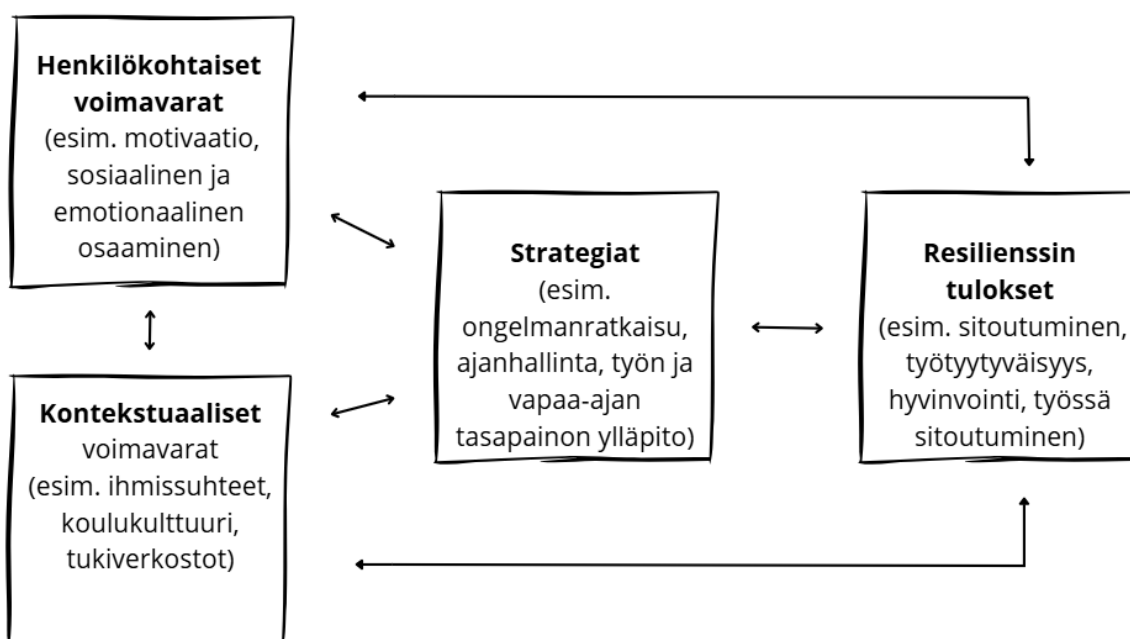 Henkilökohtaiset
voimavarat
(esim. motivaatio,
sosiaalinen ja
emotionaalinen
osaaminen)
Kontekstuaaliset
voimavarat
(esim. ihmissuhteet,
koulukulttuuri,
tukiverkostot)
Strategiat
(esim.
ongelmanratkaisu,
ajanhallinta, työn ja
vapaa-ajan
tasapainon ylläpito)
Resilienssin
tulokset
(esim. sitoutuminen,
työtyytyväisyys,
hyvinvointi, työssä
sitoutuminen)